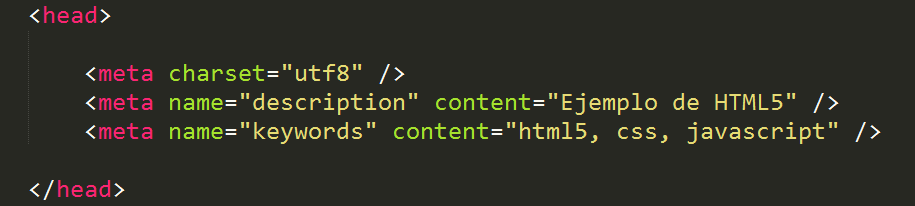 <head>
<meta charset="utf8" />
<meta name="description" content="Ejemplo de HTML5" />
<meta name="keywords" content="html5, css, javascript" />
</head>